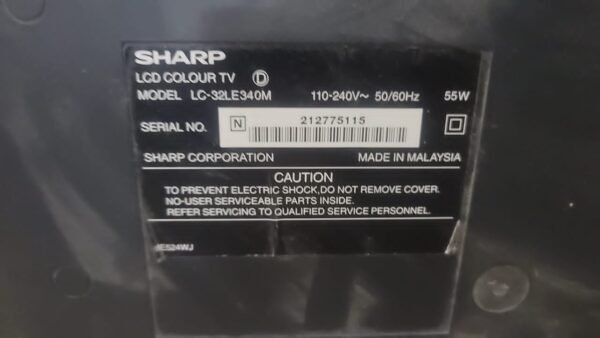 SHARP
LCD COLOUR TV D
MODEL LC-32LE340M 110-240V~ 50/60Hz 55W
SERIAL NO. N 212775115
SHARP CORPORATION MADE IN MALAYSIA
CAUTION
TO PREVENT ELECTRIC SHOCK,DO NOT REMOVE COVER.
NO-USER SERVICEABLE PARTS INSIDE.
REFER SERVICING TO QUALIFIED SERVICE PERSONNEL.